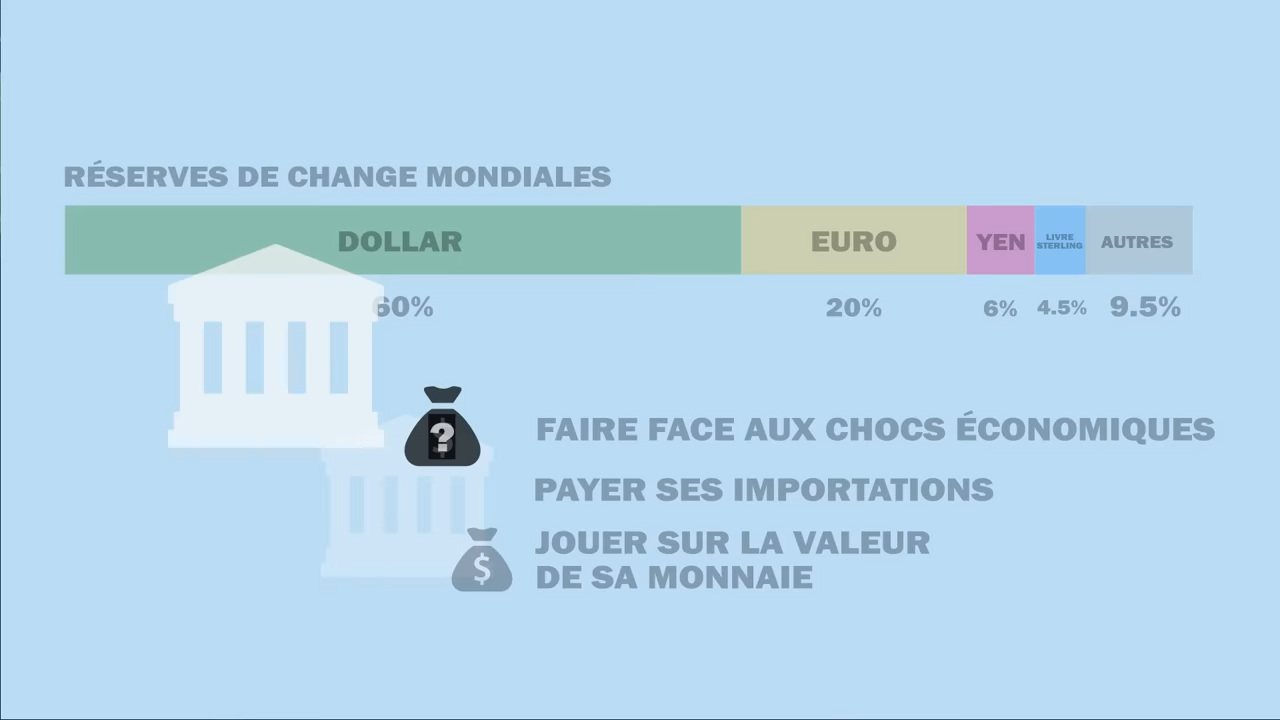 RÉSERVES DE CHANGE MONDIALES
DOLLAR
EURO
YEN
LIVRE
STERLING
AUTRES
60%
20%
6%
4.5%
9.5%
?
FAIRE FACE AUX CHOCS ÉCONOMIQUES
PAYER SES IMPORTATIONS
$
JOUER SUR LA VALEUR
DE SA MONNAIE